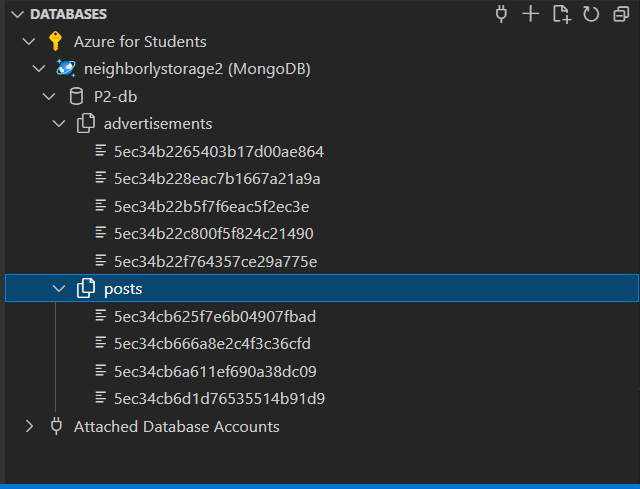 DATABASES
Azure for Students
neighborlystorage2 (MongoDB)
P2-db
advertisements
5ec34b2265403b17d00ae864
5ec34b228eac7b1667a21a9a
5ec34b22b5f7f6eac5f2ec3e
5ec34b22c800f5f824c21490
5ec34b22f764357ce29a775e
posts
5ec34cb625f7e6b04907fbad
5ec34cb666a8e2c4f3c36cfd
5ec34cb6a611ef690a38dc09
5ec34cb6d1d76535514b91d9
Attached Database Accounts